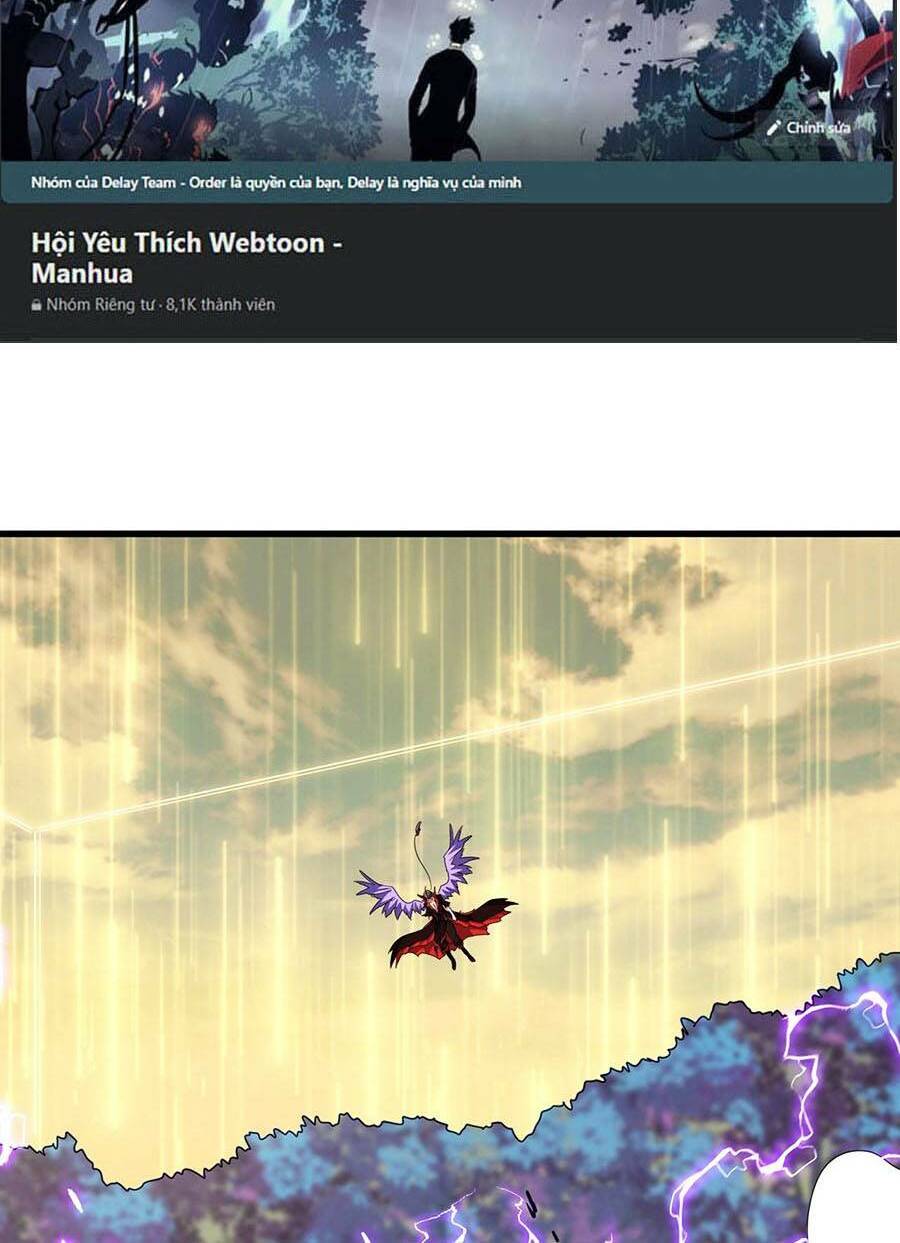 Chỉnh sửa
Nhóm của Delay Team - Order là quyền của bạn, Delay là nghĩa vụ của mình
Hội Yêu Thích Webtoon -
Manhua
Nhóm Riêng tư · 8,1K thành viên